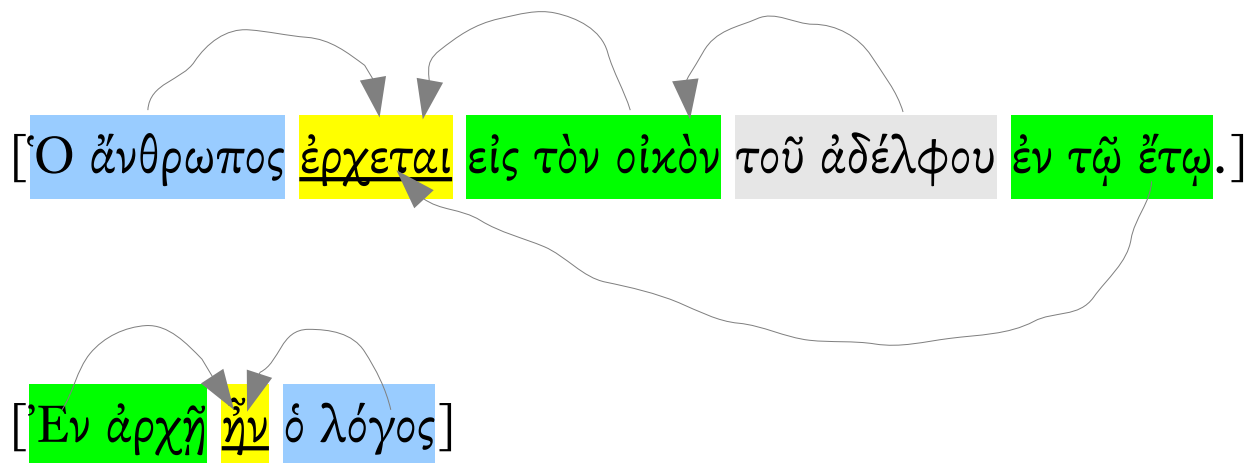 [Ὁ ἄνθρωπος ἐρχεται εἰς τὸν οἰκὸν τοῦ ἀδέλφου ἐν τῷ ἔτῳ.]
[Ἐν ἀρχῇ ἦν ὁ λόγος]